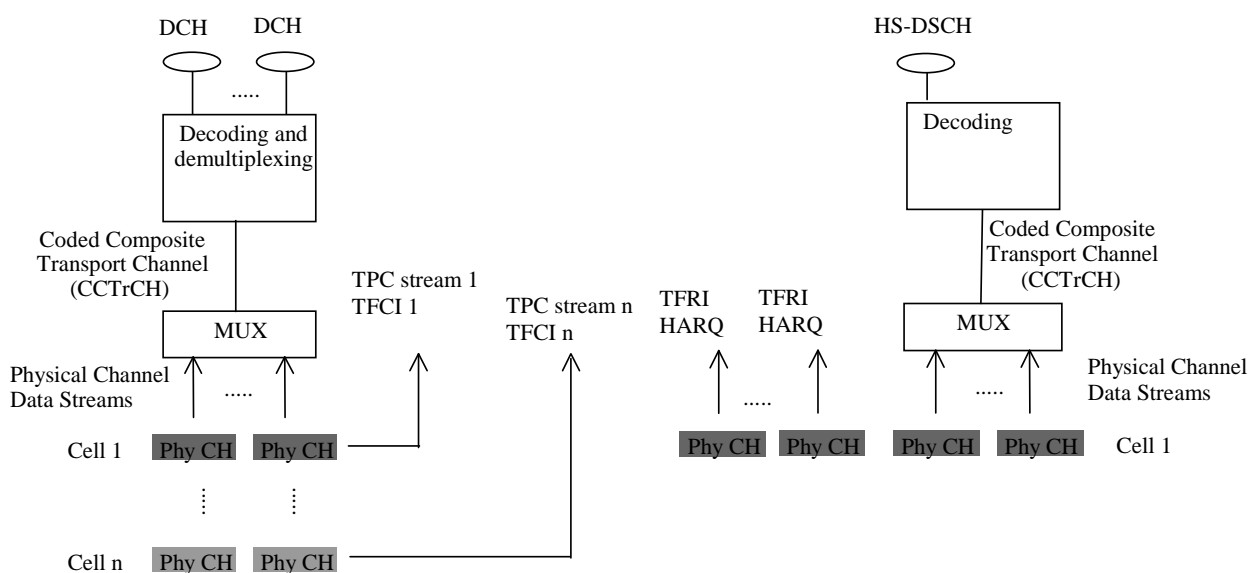 DCH
DCH
.....
Decoding and
demultiplexing
Coded Composite
Transport Channel
(CCTrCH)
MUX
Physical Channel
Data Streams
.....
Cell 1
Phy CH
Phy CH
Cell n
Phy CH
Phy CH
TPC stream 1
TFCI 1
TPC stream n
TFCI n
HS-DSCH
Decoding
Coded Composite
Transport Channel
(CCTrCH)
TFRI
HARQ
TFRI
HARQ
MUX
.....
.....
Physical Channel
Data Streams
Phy CH
Phy CH
Phy CH
Phy CH
Cell 1